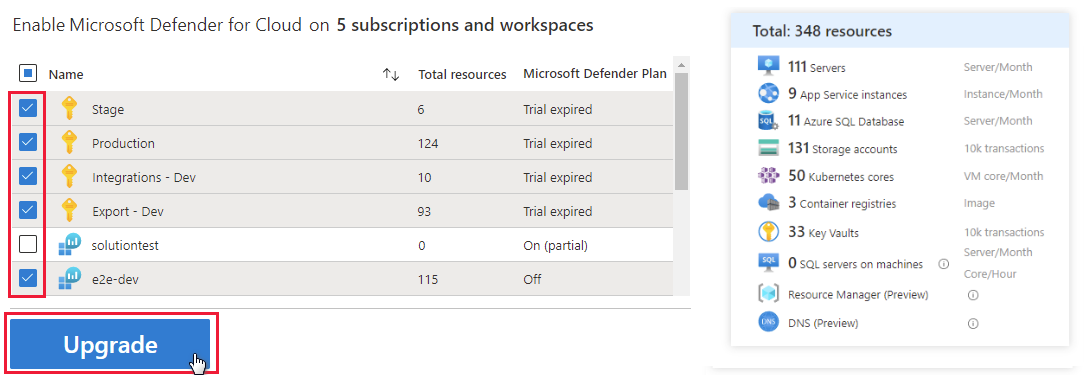 Enable Microsoft Defender for Cloud on 5 subscriptions and workspaces
Name Total resources Microsoft Defender Plan
Stage 6 Trial expired
Production 124 Trial expired
Integrations - Dev 10 Trial expired
Export - Dev 93 Trial expired
solutiontest 0 On (partial)
e2e-dev 115 Off
Upgrade
Total: 348 resources
111 Servers Server/Month
9 App Service instances Instance/Month
SQL 11 Azure SQL Database Server/Month
131 Storage accounts 10k transactions
50 Kubernetes cores VM core/Month
3 Container registries Image
33 Key Vaults 10k transactions
SQL 0 SQL servers on machines Server/Month
Core/Hour
Resource Manager (Preview)
DNS DNS (Preview)